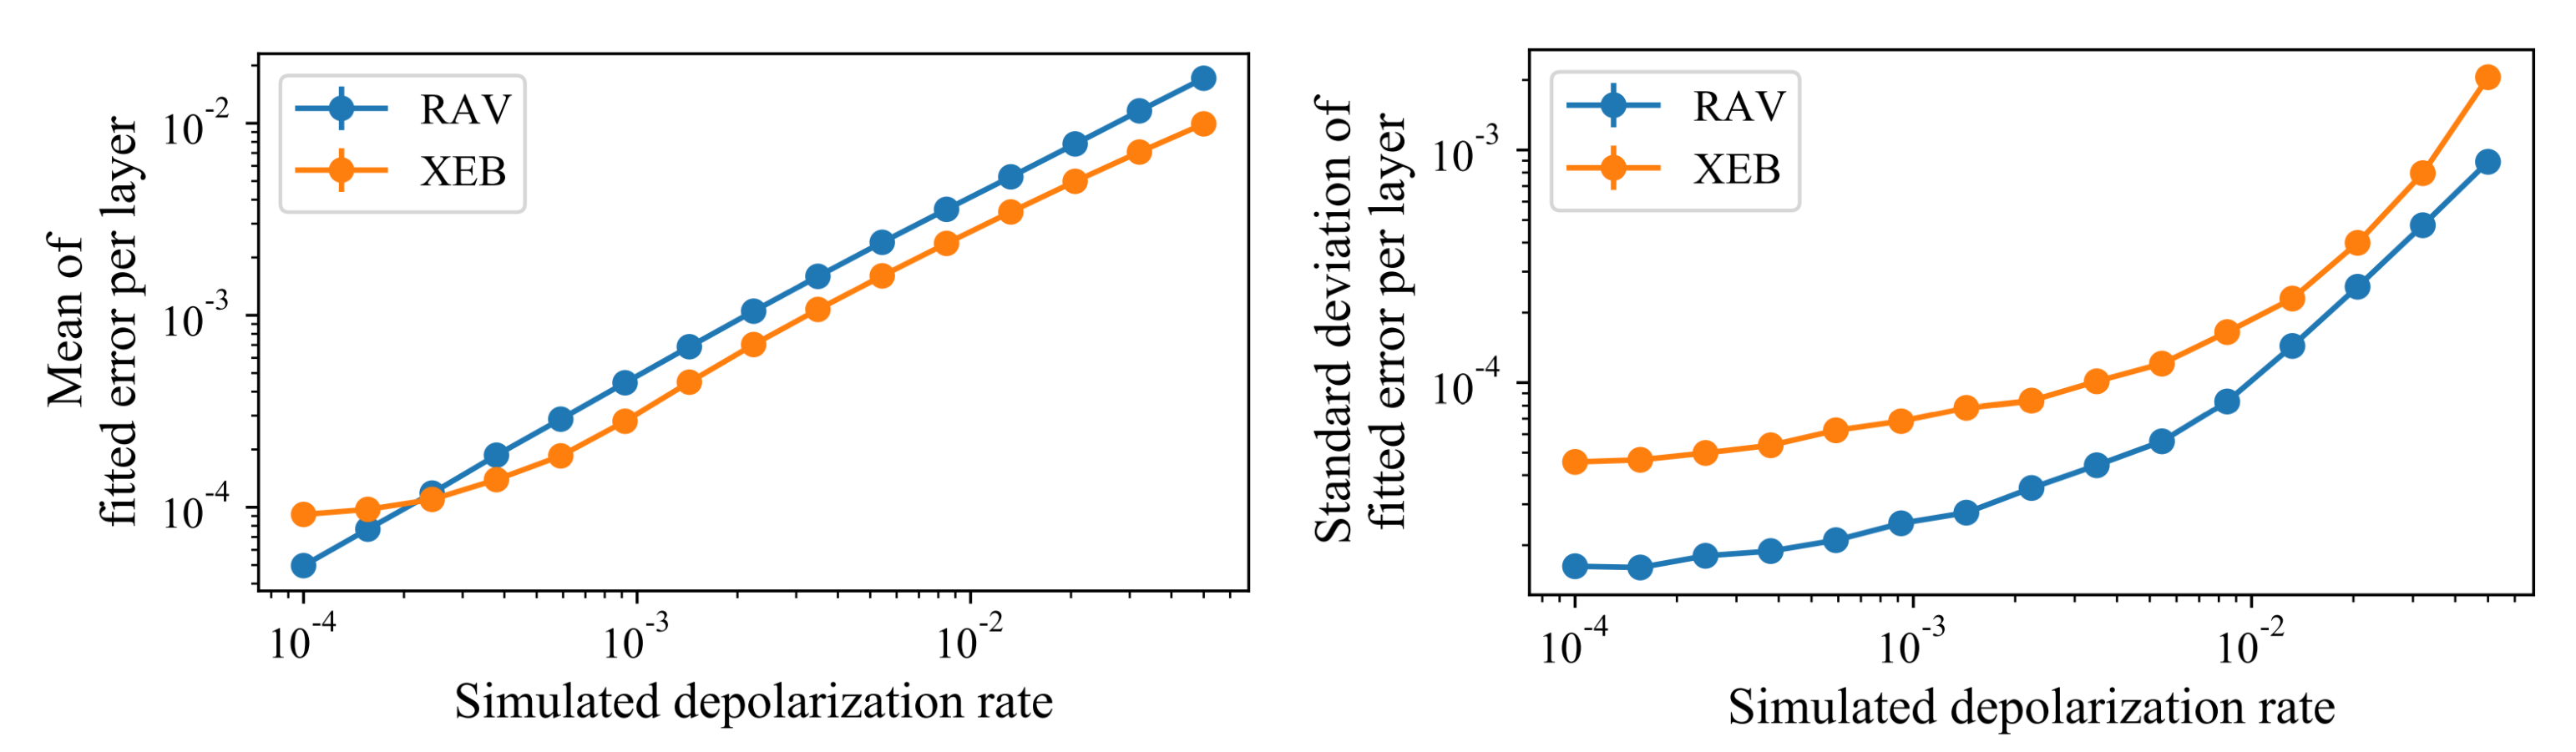 Mean of
fitted error per layer
10^-2
10^-3
10^-4
RAV
XEB
10^-4
10^-3
10^-2
Simulated depolarization rate
Standard deviation of
fitted error per layer
10^-3
10^-4
RAV
XEB
10^-4
10^-3
10^-2
Simulated depolarization rate